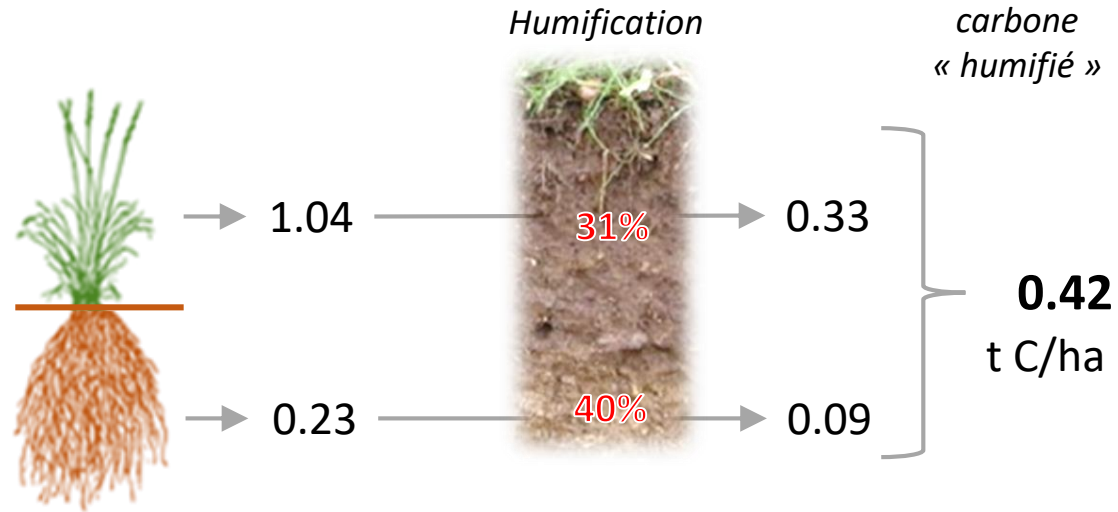 Humification
carbone
« humifié »
1.04
31%
0.33
0.42
t C/ha
0.23
40%
0.09